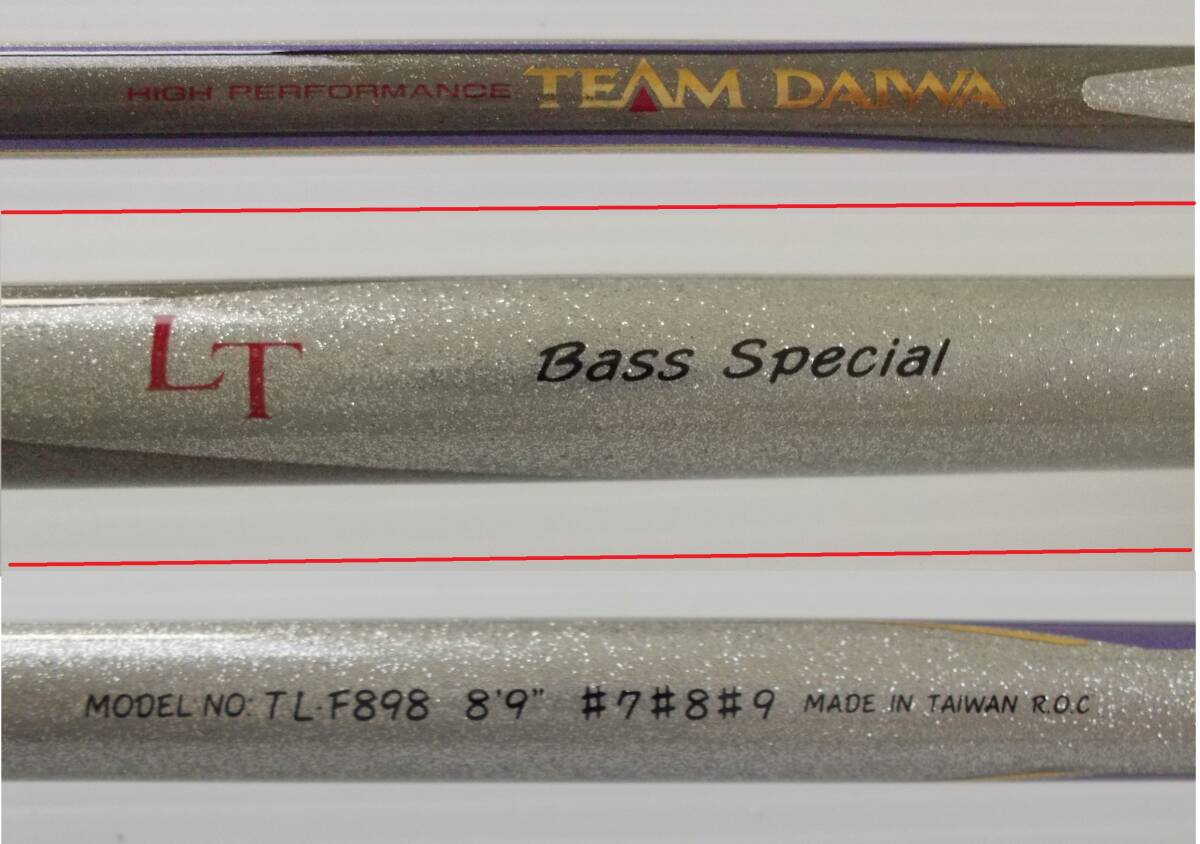 HIGH PERFORMANCE TEAM DAIWA
LT Bass Special
MODEL NO: TL-F898 8'9" #7#8#9 MADE IN TAIWAN R.O.C